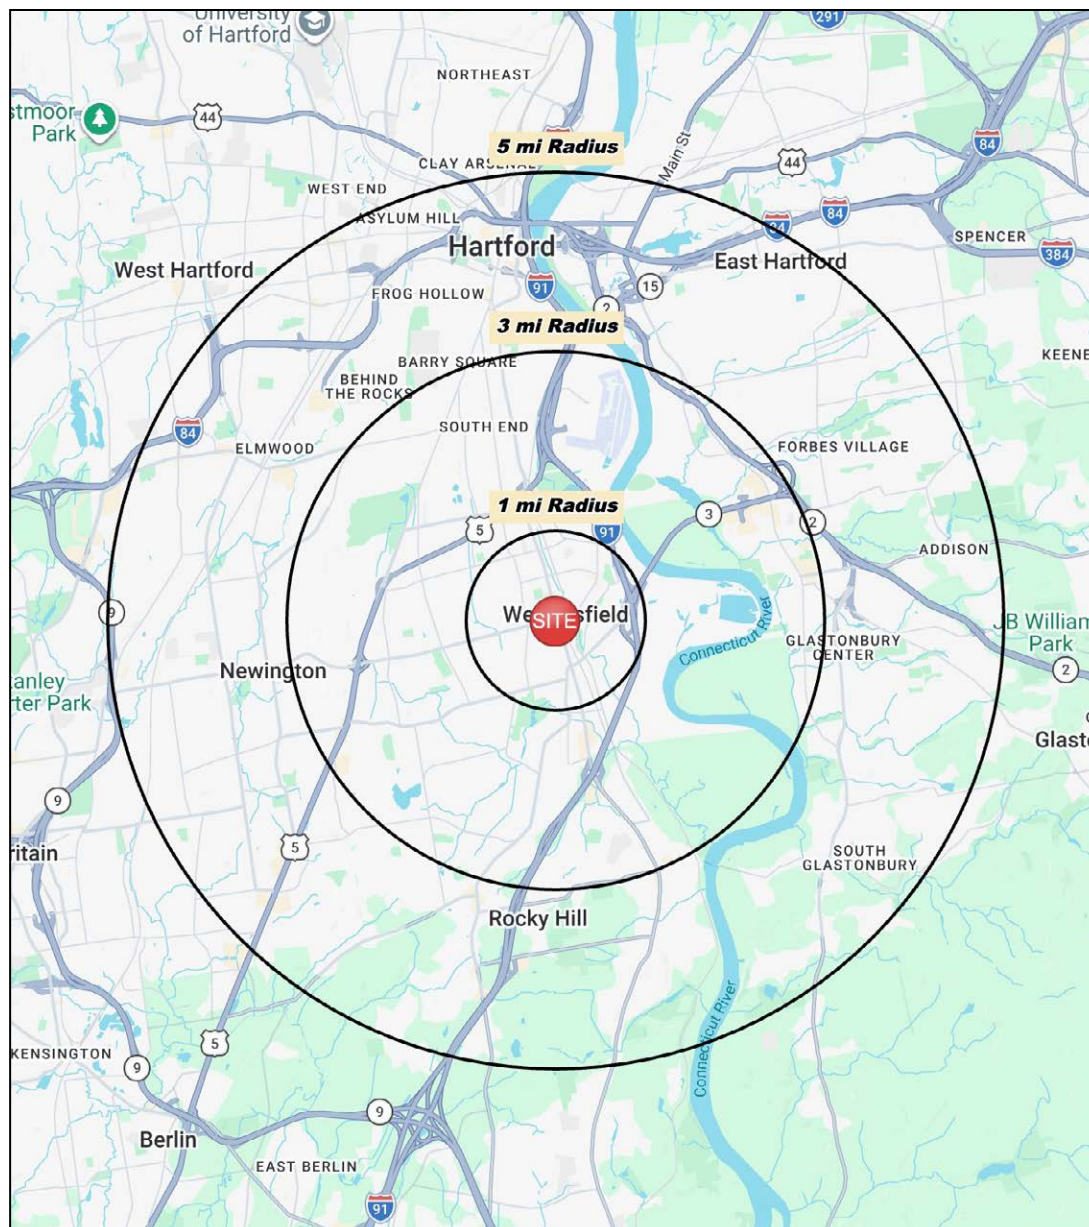 University
of Hartford
291
NORTHEAST
stmoor
Park
44
5 mi Radius
Main St
84
CLAY ARSENAL
44
WEST END
ASYLUM HILL
84
84
Hartford
SPENCER
384
West Hartford
East Hartford
91
15
FROG HOLLOW
2
3 mi Radius
BARRY SQUARE
KEENE
BEHIND
THE ROCKS
SOUTH END
84
ELMWOOD
FORBES VILLAGE
1 mi Radius
5
3
2
91
ADDISON
9
SITE
Connecticut River
JB William
Park
GLASTONBURY
CENTER
Newington
2
tanley
rter Park
Glast
9
5
ritain
SOUTH
GLASTONBURY
Rocky Hill
Connecticut River
5
KENSINGTON
9
9
Berlin
EAST BERLIN
91